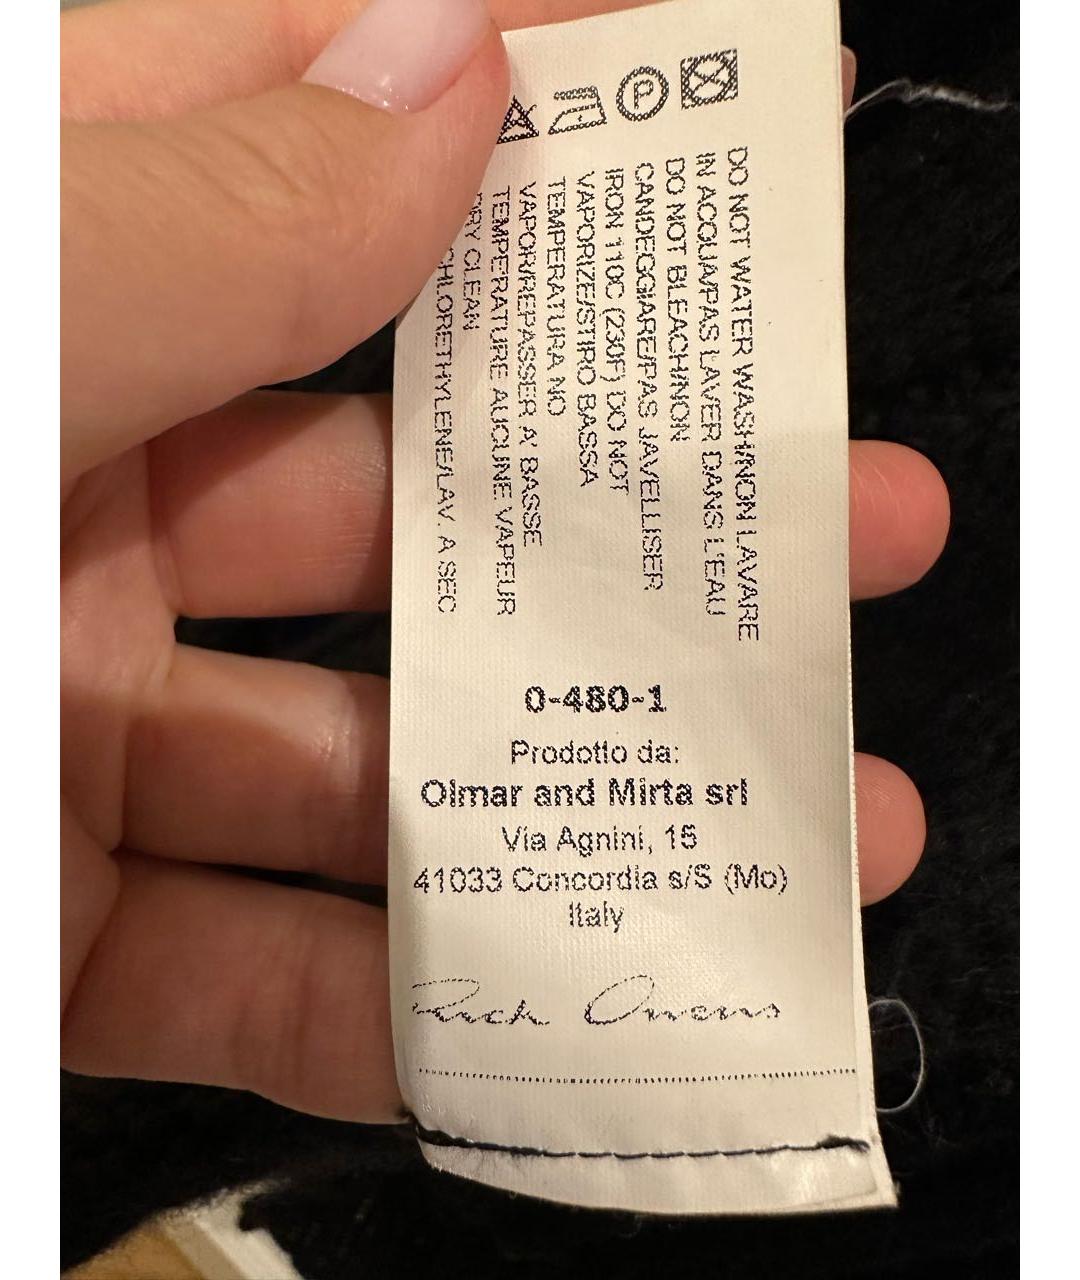 DO NOT WATER WASH/NON LAVARE
IN ACQUA/PAS LAVER DANS L'EAU
DO NOT BLEACH/NON
CANDEGGIARE/PAS JAVELLISER
IRON 110C (230F) DO NOT
VAPORIZE/STIRO BASSA
TEMPERATURA NO
VAPOR/REPASSER A' BASSE
TEMPERATURE AUCUNE VAPEUR
DRY CLEAN
CHLORETHYLENE/LAV. A SEC
P
0-480-1
Prodotto da:
Olmar and Mirta srl
Via Agnini, 15
41033 Concordia s/S (Mo)
Italy
Rick Owens